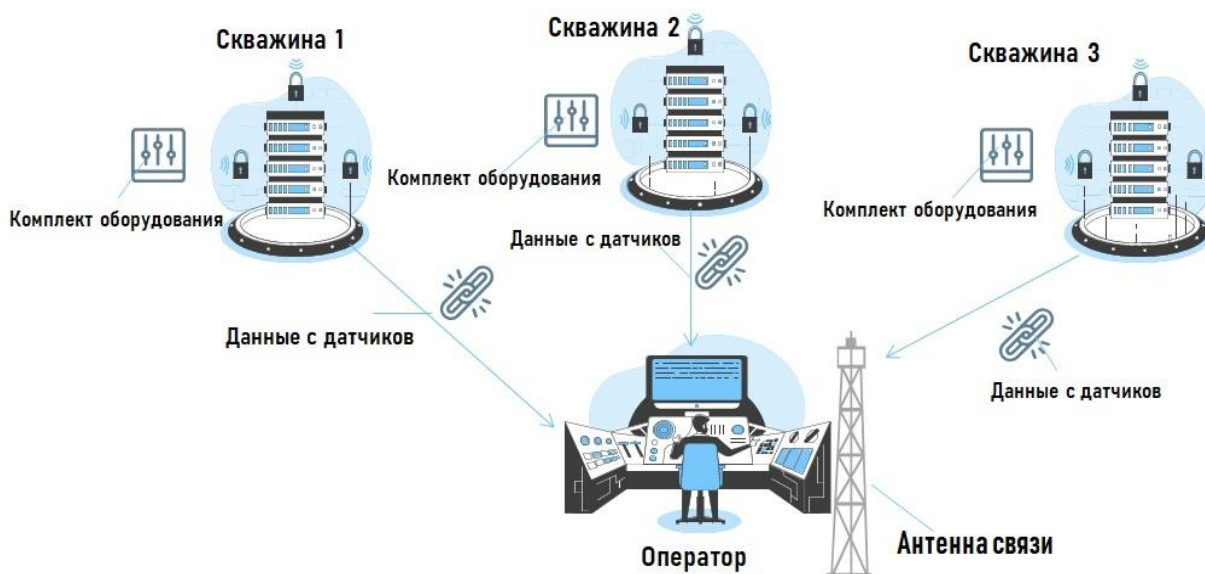 Скважина 1
Скважина 2
Скважина 3
Комплект оборудования
Комплект оборудования
Комплект оборудования
Данные с датчиков
Данные с датчиков
Данные с датчиков
Оператор
Антенна связи